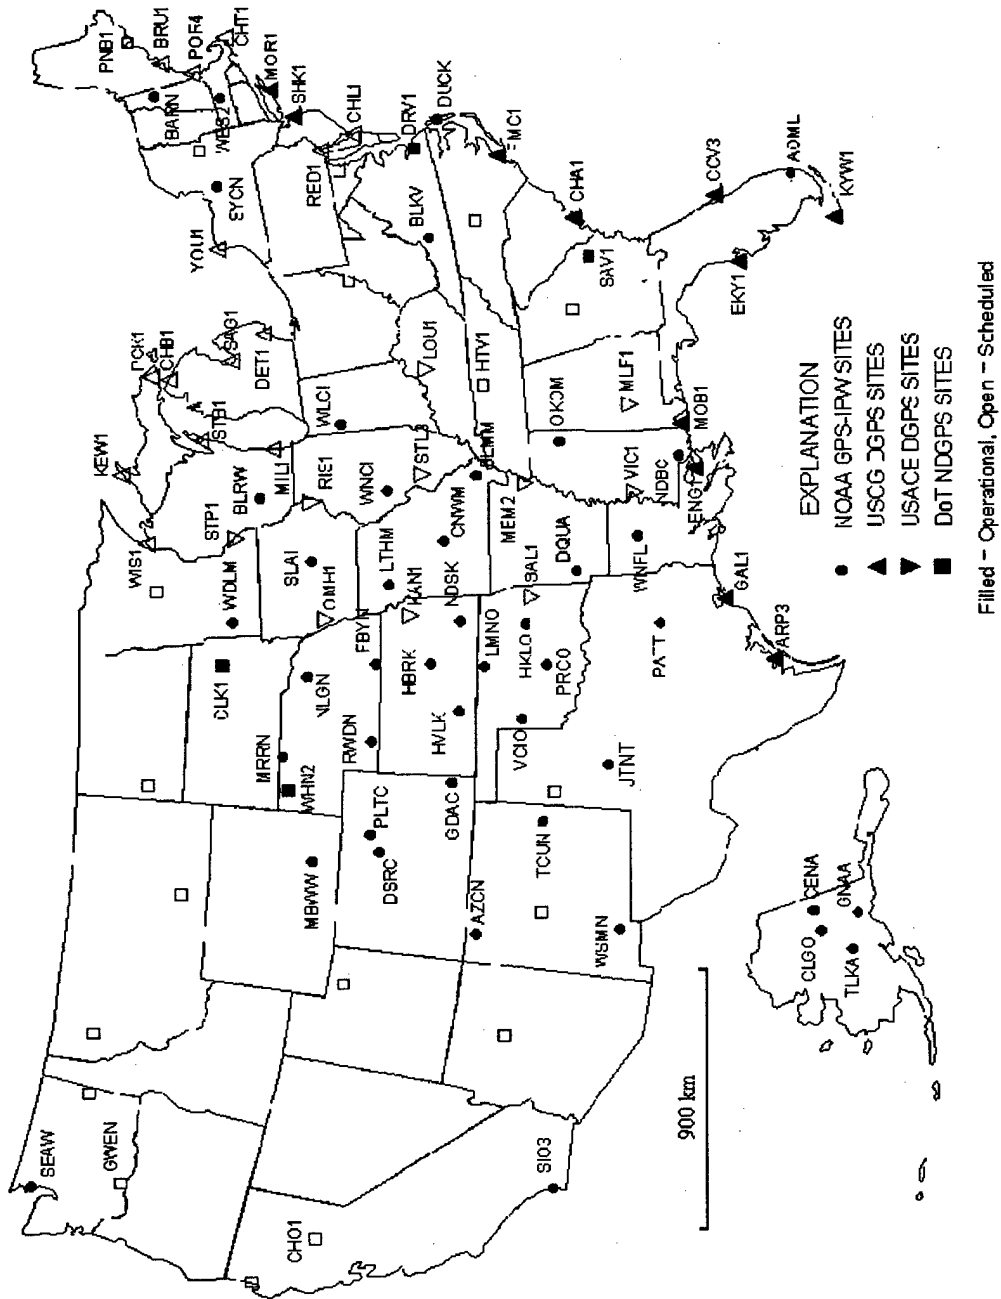 PNB1
BRU1
POR4
CHT1
BARN
WES2
MOR1
SHK1
SYCN
YOU1
RED1
CHLI
DRV1
DUCK
FMC1
BLKV
CHA1
CCV3
AOML
KYW1
EKY1
SAV1
PCK1
CHB1
SAG1
DET1
STB1
LOU1
HTV1
OKOM
MLF1
MOB1
KEW1
WLCI
MIL1
RIE1
WNCI
STL3
BLMM
VIC1
NDBC
ENG1
STP1
BLRW
WIS1
WDLM
SLAI
OMH1
LTHM
CNWM
MEM2
SAL1
DQUA
WNFL
GAL1
KAN1
NDSK
FBYN
HBRK
LMNO
HKLO
PRCO
PATT
ARP3
CLK1
NLGN
MRRN
WHN2
RWDN
HVLK
VCIO
JTNT
PLTC
DSRC
GDAC
MBWW
TCUN
AZCN
WSMN
SEAW
GWEN
CHO1
SIO3
CENA
GNAA
CLGO
TLKA
900 km
EXPLANATION
NOAA GPS-IPW SITES
USCG DGPS SITES
USACE DGPS SITES
DoT NDGPS SITES
Filled - Operational, Open - Scheduled